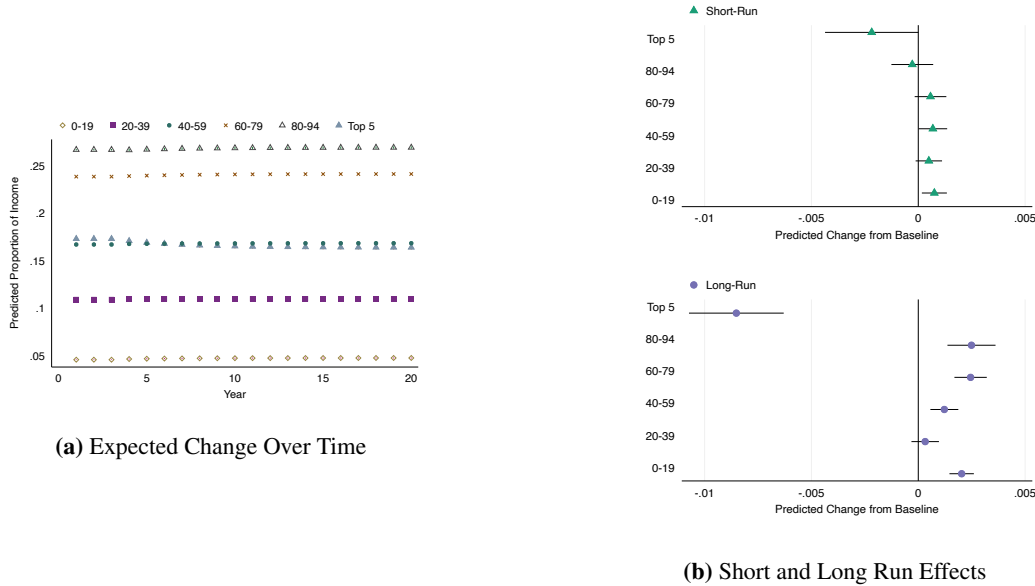 0-19 20-39 40-59 60-79 80-94 Top 5
Predicted Proportion of Income
.25
.2
.15
.1
.05
0 5 10 15 20
Year
(a) Expected Change Over Time
Short-Run
Top 5
80-94
60-79
40-59
20-39
0-19
-.01 -.005 0 .005
Predicted Change from Baseline
Long-Run
Top 5
80-94
60-79
40-59
20-39
0-19
-.01 -.005 0 .005
Predicted Change from Baseline
(b) Short and Long Run Effects